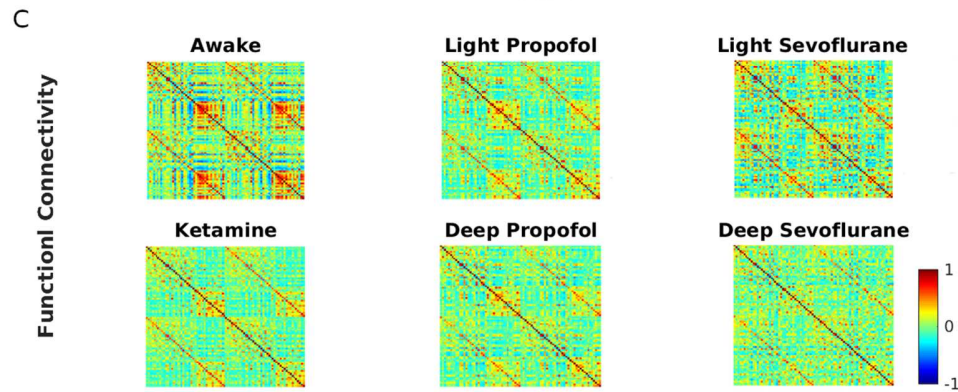 C
Awake
Light Propofol
Light Sevoflurane
Functionl Connectivity
Ketamine
Deep Propofol
Deep Sevoflurane
1
0
-1